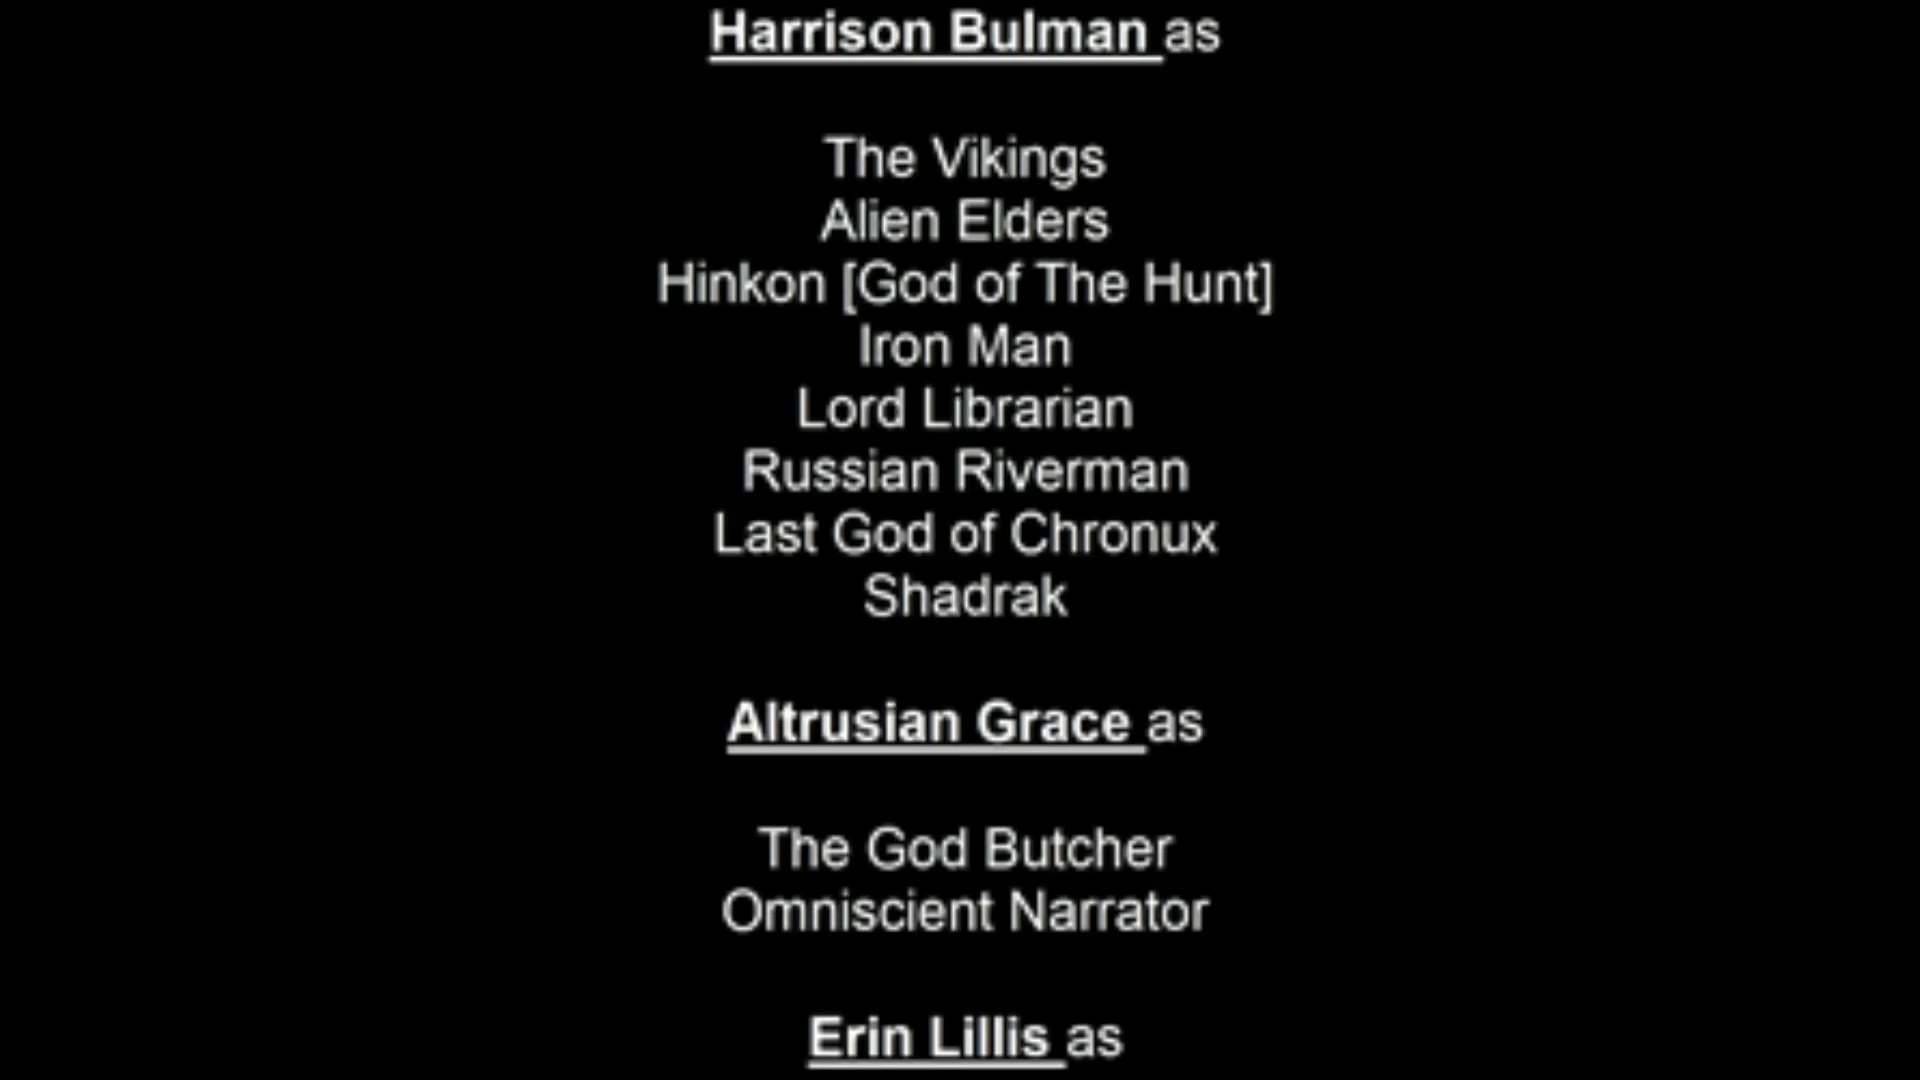 Harrison Bulman as
The Vikings
Alien Elders
Hinkon [God of The Hunt]
Iron Man
Lord Librarian
Russian Riverman
Last God of Chronux
Shadrak
Altrusian Grace as
The God Butcher
Omniscient Narrator
Erin Lillis as